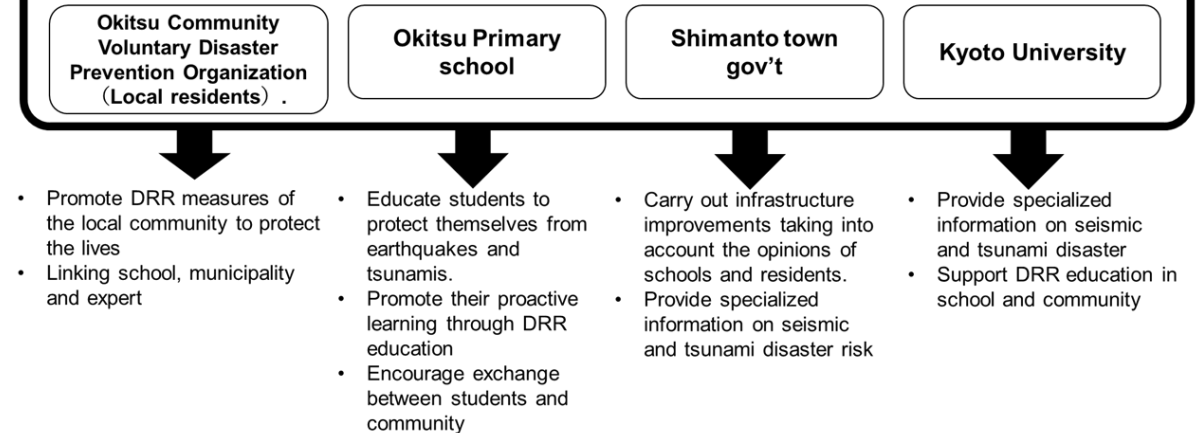 Okitsu Community
Voluntary Disaster
Prevention Organization
（Local residents）.
Okitsu Primary
school
Shimanto town
gov't
Kyoto University
• Promote DRR measures of
the local community to protect
the lives
• Linking school, municipality
and expert
• Educate students to
protect themselves from
earthquakes and
tsunamis.
• Promote their proactive
learning through DRR
education
• Encourage exchange
between students and
community
• Carry out infrastructure
improvements taking into
account the opinions of
schools and residents.
• Provide specialized
information on seismic
and tsunami disaster risk
• Provide specialized
information on seismic
and tsunami disaster
• Support DRR education in
school and community